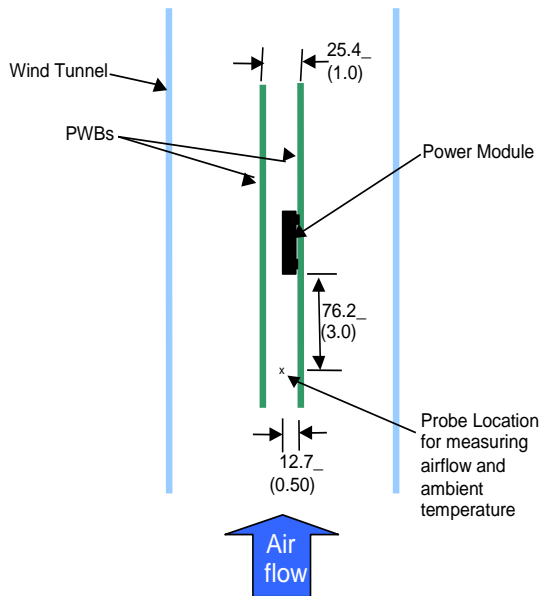 25.4_
(1.0)
Wind Tunnel
PWBs
Power Module
76.2_
(3.0)
x
Probe Location
for measuring
airflow and
ambient
temperature
12.7_
(0.50)
Air
flow